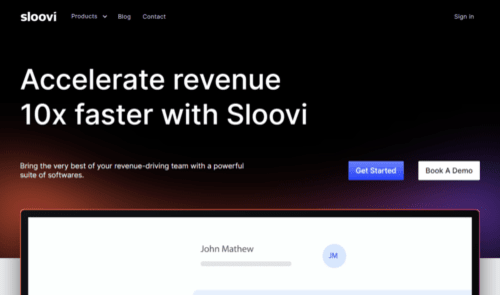 sloovi
Products
Blog
Contact
Sign in
Accelerate revenue
10x faster with Sloovi
Bring the very best of your revenue-driving team with a powerful
suite of softwares.
Get Started
Book A Demo
John Mathew
JM